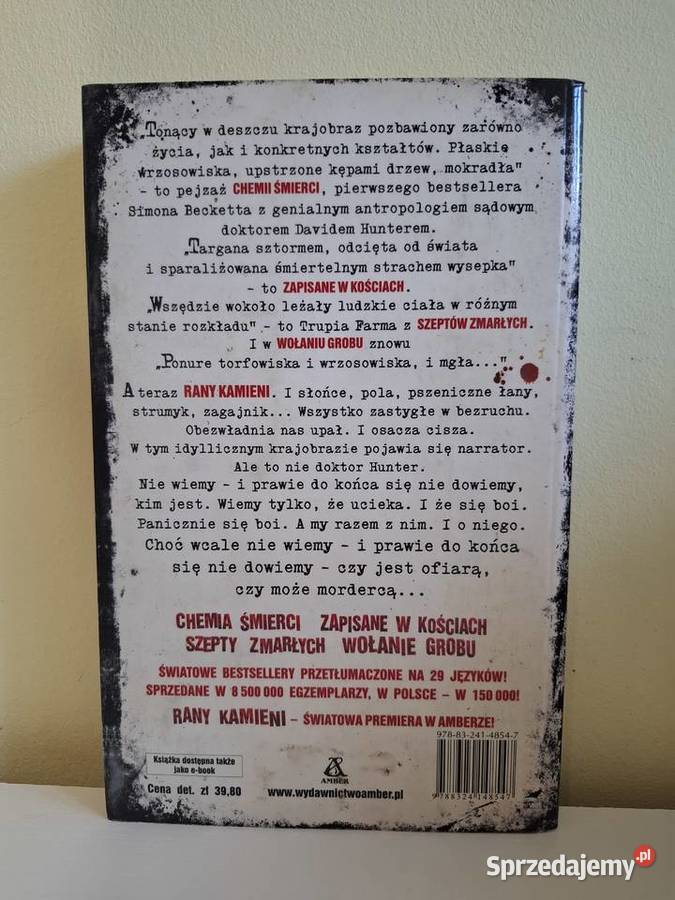 „Tonący w deszczu krajobraz pozbawiony zarówno
życia, jak i konkretnych kształtów. Płaskie
wrzosowiska, upstrzone kępami drzew, mokradła"
- to pejzaż CHEMII ŚMIERCI, pierwszego bestsellera
Simona Becketta z genialnym antropologiem sądowym
doktorem Davidem Hunterem.
„Targana sztormem, odcięta od świata
i sparaliżowana śmiertelnym strachem wysepka"
- to ZAPISANE W KOŚCIACH.
„Wszędzie wokoło leżały ludzkie ciała w różnym
stanie rozkładu" - to Trupia Farma z SZEPTÓW ZMARŁYCH.
I w WOŁANIU GROBU znowu
„Ponure torfowiska i wrzosowiska, i mgła..."
A teraz RANY KAMIENI. I słońce, pola, pszeniczne łany,
strumyk, zagajnik... Wszystko zastygłe w bezruchu.
Obezwładnia nas upał. I osacza cisza.
W tym idyllicznym krajobrazie pojawia się narrator.
Ale to nie doktor Hunter.
Nie wiemy - i prawie do końca się nie dowiemy,
kim jest. Wiemy tylko, że ucieka. I że się boi.
Panicznie się boi. A my razem z nim. I o niego.
Choć wcale nie wiemy - i prawie do końca
się nie dowiemy - czy jest ofiarą,
czy może mordercą...
CHEMIA ŚMIERCI ZAPISANE W KOŚCIACH
SZEPTY ZMARŁYCH WOŁANIE GROBU
ŚWIATOWE BESTSELLERY PRZETŁUMACZONE NA 29 JĘZYKÓW!
SPRZEDANE W 8 500 000 EGZEMPLARZY, W POLSCE – W 150 000!
RANY KAMIENI – ŚWIATOWA PREMIERA W AMBERZE!
978-83-241-4854-7
Książka dostępna także
jako e-book
AMBER
Cena det. zł 39,80
www.wydawnictwoamber.pl
9 788324 148547
Sprzedajemy.pl